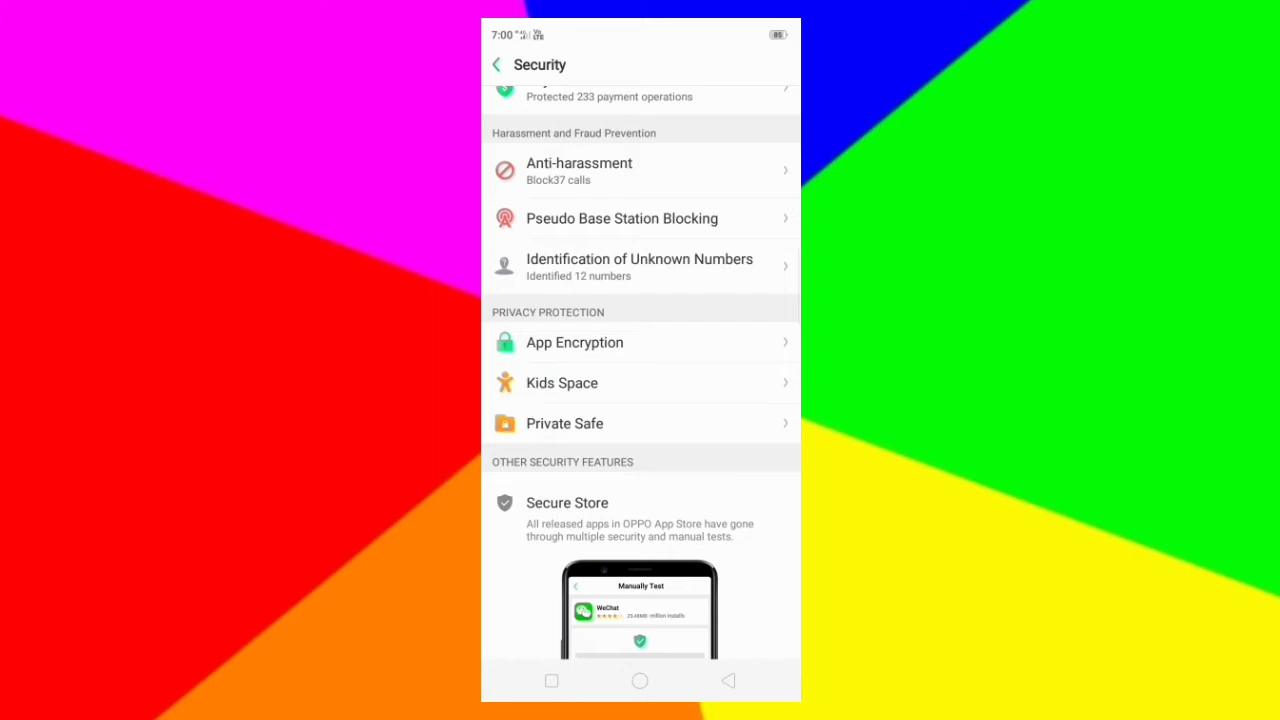 7:00
85
Security
Protected 233 payment operations
Harassment and Fraud Prevention
Anti-harassment
Block37 calls
Pseudo Base Station Blocking
Identification of Unknown Numbers
Identified 12 numbers
PRIVACY PROTECTION
App Encryption
Kids Space
Private Safe
OTHER SECURITY FEATURES
Secure Store
All released apps in OPPO App Store have gone
through multiple security and manual tests.
Manually Test
WeChat
million installs